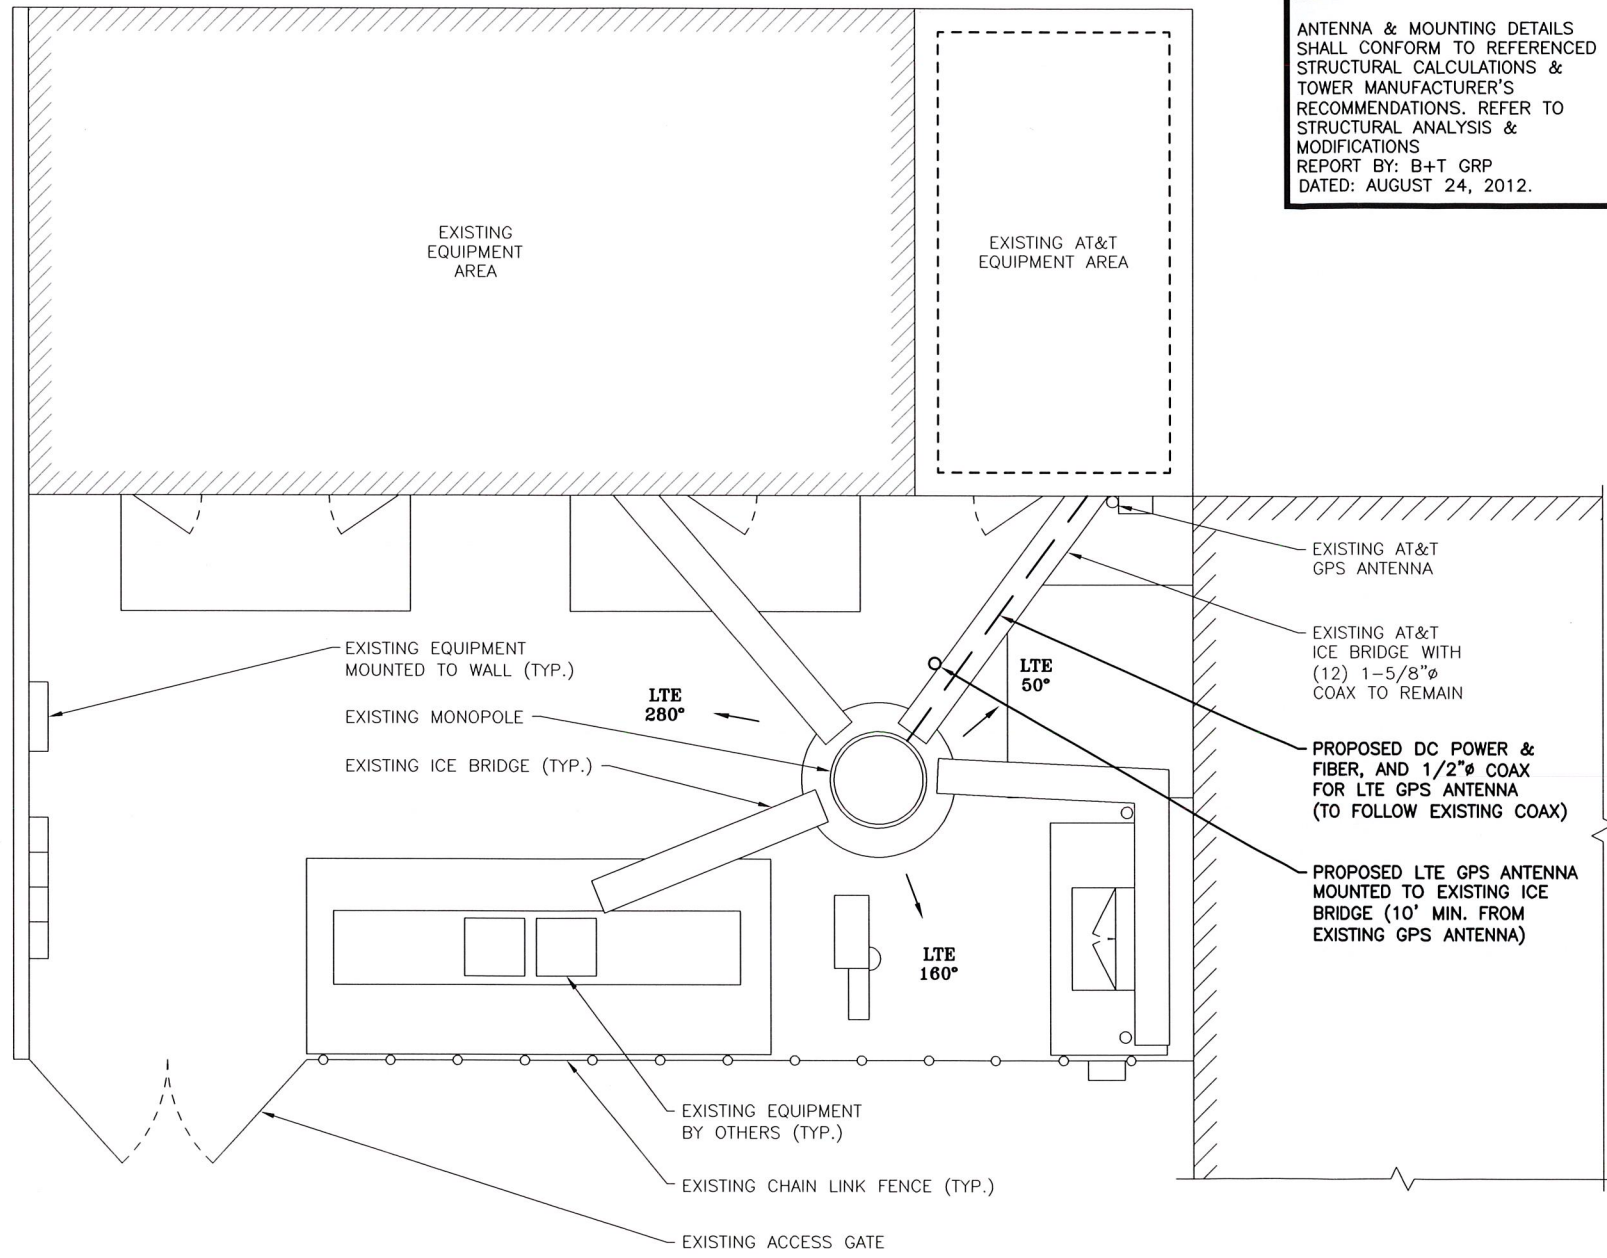 ANTENNA & MOUNTING DETAILS
SHALL CONFORM TO REFERENCED
STRUCTURAL CALCULATIONS &
TOWER MANUFACTURER'S
RECOMMENDATIONS. REFER TO
STRUCTURAL ANALYSIS &
MODIFICATIONS
REPORT BY: B+T GRP
DATED: AUGUST 24, 2012.
EXISTING
EQUIPMENT
AREA
EXISTING AT&T
EQUIPMENT AREA
EXISTING AT&T
GPS ANTENNA
EXISTING AT&T
ICE BRIDGE WITH
(12) 1-5/8"ø
COAX TO REMAIN
EXISTING EQUIPMENT
MOUNTED TO WALL (TYP.)
LTE
50°
LTE
280°
EXISTING MONOPOLE
EXISTING ICE BRIDGE (TYP.)
PROPOSED DC POWER &
FIBER, AND 1/2"ø COAX
FOR LTE GPS ANTENNA
(TO FOLLOW EXISTING COAX)
PROPOSED LTE GPS ANTENNA
MOUNTED TO EXISTING ICE
BRIDGE (10' MIN. FROM
EXISTING GPS ANTENNA)
LTE
160°
EXISTING EQUIPMENT
BY OTHERS (TYP.)
EXISTING CHAIN LINK FENCE (TYP.)
EXISTING ACCESS GATE